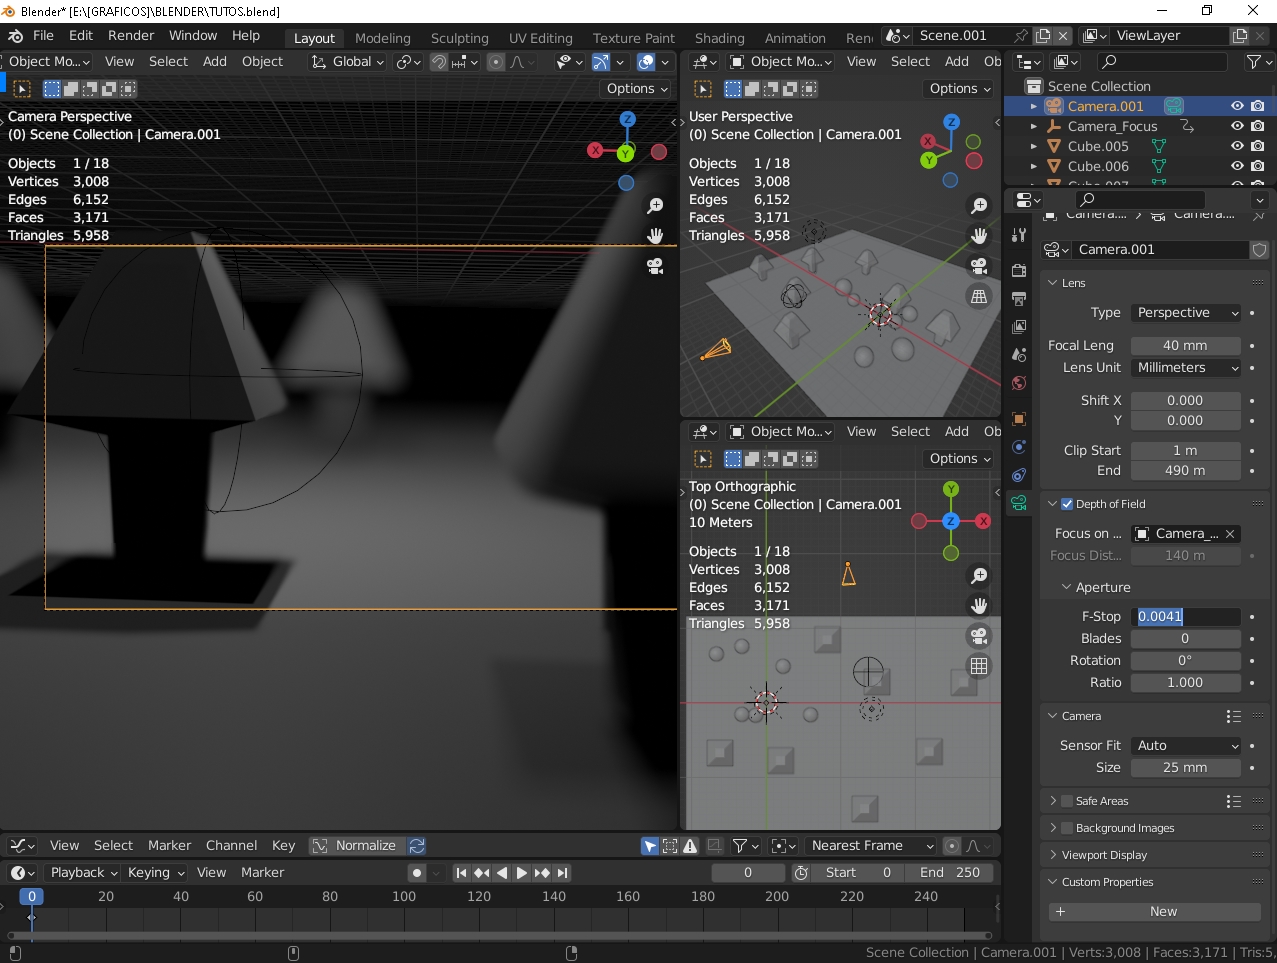 Blender* [E:\[GRAFICOS]\BLENDER\TUTOS.blend]
File Edit Render Window Help Layout Modeling Sculpting UV Editing Texture Paint Shading Animation Ren Scene.001 ViewLayer
Object Mo... View Select Add Object Global
Options
Camera Perspective
(0) Scene Collection | Camera.001
Objects 1 / 18
Vertices 3,008
Edges 6,152
Faces 3,171
Triangles 5,958
Z
X
Y
Object Mo... View Select Add Ob
Options
User Perspective
(0) Scene Collection | Camera.001
Objects 1 / 18
Vertices 3,008
Edges 6,152
Faces 3,171
Triangles 5,958
Z
X
Y
Object Mo... View Select Add Ob
Options
Top Orthographic
(0) Scene Collection | Camera.001
10 Meters
Objects 1 / 18
Vertices 3,008
Edges 6,152
Faces 3,171
Triangles 5,958
Y
Z
X
Scene Collection
Camera.001
Camera_Focus
Cube.005
Cube.006
Cube.007
Camera.... Camera....
Camera.001
Lens
Type Perspective
Focal Leng 40 mm
Lens Unit Millimeters
Shift X 0.000
Y 0.000
Clip Start 1 m
End 490 m
Depth of Field
Focus on ... Camera_...
Focus Dist... 140 m
Aperture
F-Stop 0.0041
Blades 0
Rotation 0°
Ratio 1.000
Camera
Sensor Fit Auto
Size 25 mm
Safe Areas
Background Images
Viewport Display
Custom Properties
New
View Select Marker Channel Key Normalize Nearest Frame
Playback Keying View Marker 0 Start 0 End 250
0 20 40 60 80 100 120 140 160 180 200 220 240
Scene Collection | Camera.001 | Verts:3,008 | Faces:3,171 | Tris:5,